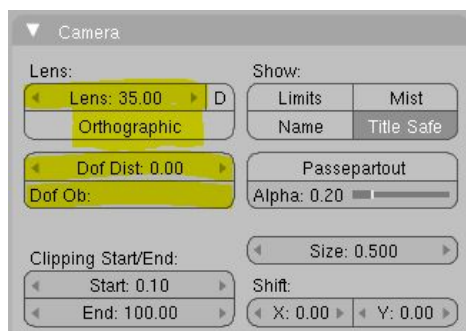 Camera
Lens:
Show:
Lens: 35.00
D
Limits
Mist
Orthographic
Name
Title Safe
Dof Dist: 0.00
Passepartout
Dof Ob:
Alpha: 0.20
Clipping Start/End:
Size: 0.500
Start: 0.10
Shift:
End: 100.00
X: 0.00
Y: 0.00